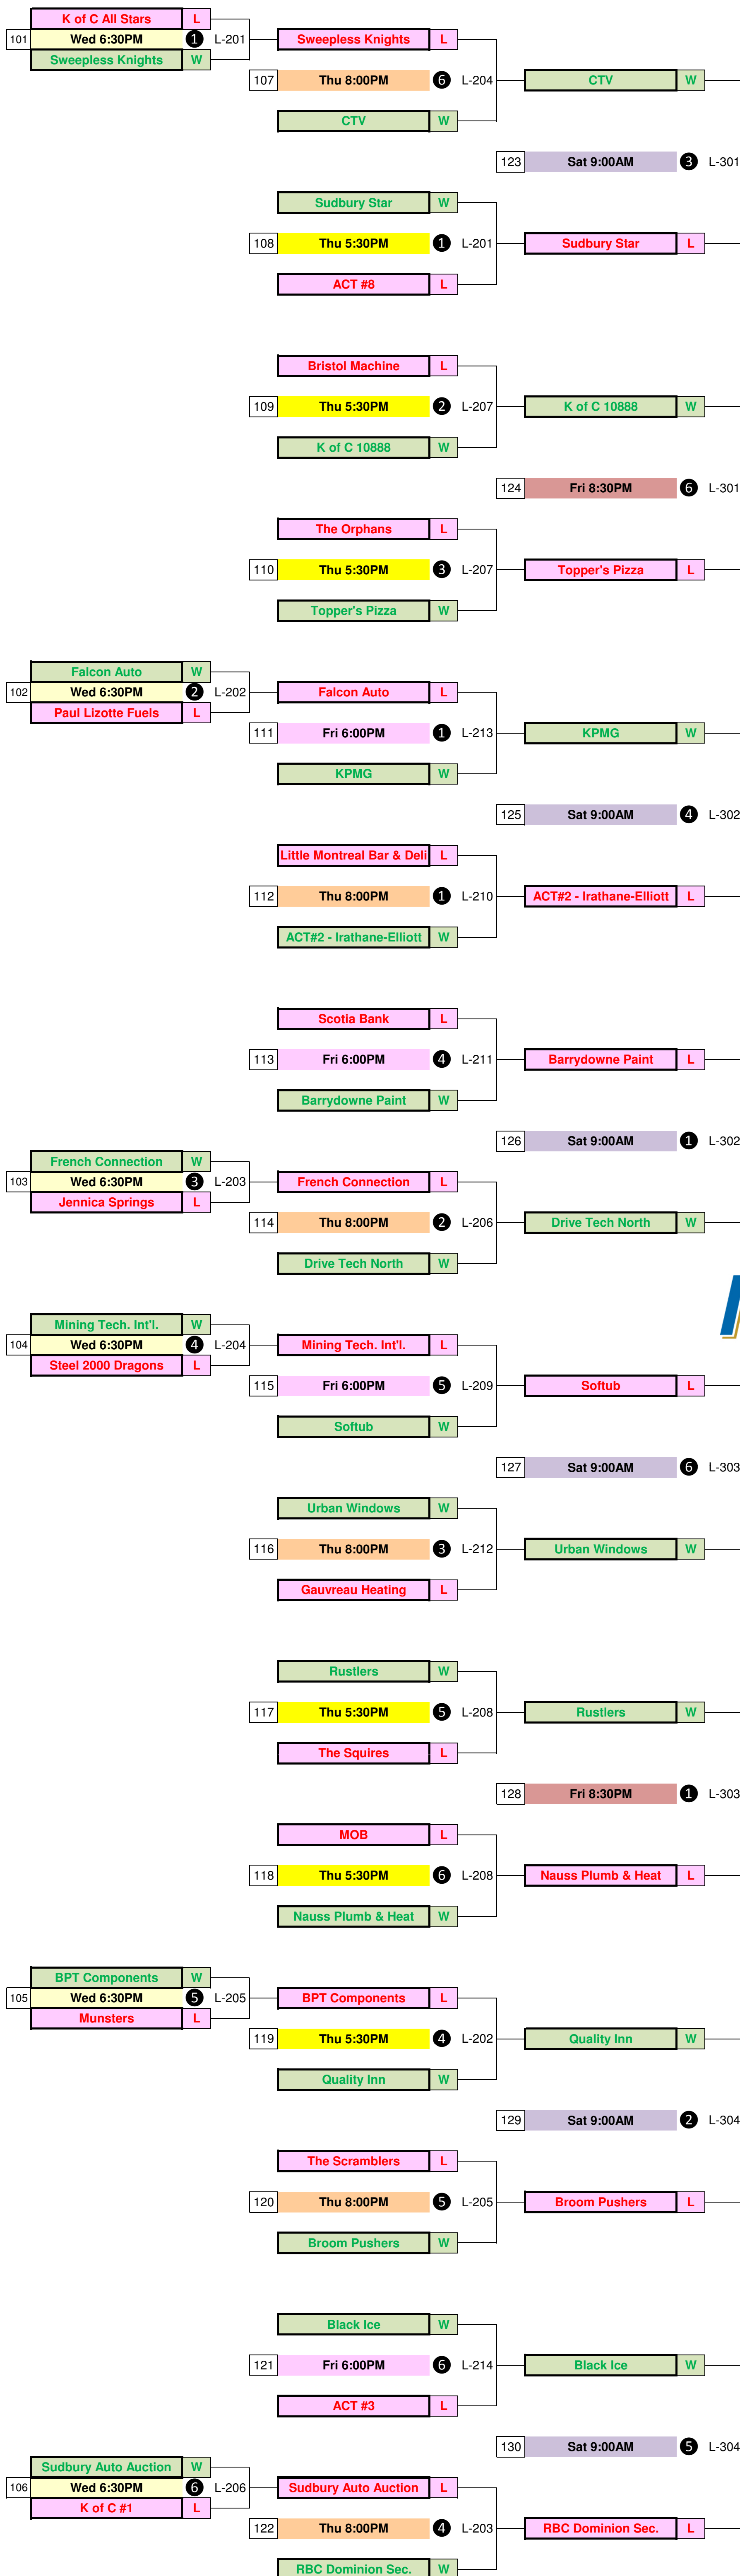 K of C All Stars L
101 Wed 6:30PM 1 L-201
Sweepless Knights W
Sweepless Knights L
107 Thu 8:00PM 6 L-204
CTV W
CTV W
123 Sat 9:00AM 3 L-301
Sudbury Star W
108 Thu 5:30PM 1 L-201
Sudbury Star L
ACT #8 L
Bristol Machine L
109 Thu 5:30PM 2 L-207
K of C 10888 W
K of C 10888 W
124 Fri 8:30PM 6 L-301
The Orphans L
110 Thu 5:30PM 3 L-207
Topper's Pizza L
Topper's Pizza W
Falcon Auto W
102 Wed 6:30PM 2 L-202
Paul Lizotte Fuels L
Falcon Auto L
111 Fri 6:00PM 1 L-213
KPMG W
KPMG W
125 Sat 9:00AM 4 L-302
Little Montreal Bar & Deli L
112 Thu 8:00PM 1 L-210
ACT#2 - Irathane-Elliott L
ACT#2 - Irathane-Elliott W
Scotia Bank L
113 Fri 6:00PM 4 L-211
Barrydowne Paint L
Barrydowne Paint W
126 Sat 9:00AM 1 L-302
French Connection W
103 Wed 6:30PM 3 L-203
Jennica Springs L
French Connection L
114 Thu 8:00PM 2 L-206
Drive Tech North W
Drive Tech North W
Mining Tech. Int'l. W
104 Wed 6:30PM 4 L-204
Steel 2000 Dragons L
Mining Tech. Int'l. L
115 Fri 6:00PM 5 L-209
Softub L
Softub W
127 Sat 9:00AM 6 L-303
Urban Windows W
116 Thu 8:00PM 3 L-212
Urban Windows W
Gauvreau Heating L
Rustlers W
117 Thu 5:30PM 5 L-208
Rustlers W
The Squires L
128 Fri 8:30PM 1 L-303
MOB L
118 Thu 5:30PM 6 L-208
Nauss Plumb & Heat L
Nauss Plumb & Heat W
BPT Components W
105 Wed 6:30PM 5 L-205
Munsters L
BPT Components L
119 Thu 5:30PM 4 L-202
Quality Inn W
Quality Inn W
129 Sat 9:00AM 2 L-304
The Scramblers L
120 Thu 8:00PM 5 L-205
Broom Pushers L
Broom Pushers W
Black Ice W
121 Fri 6:00PM 6 L-214
Black Ice W
ACT #3 L
130 Sat 9:00AM 5 L-304
Sudbury Auto Auction W
106 Wed 6:30PM 6 L-206
K of C #1 L
Sudbury Auto Auction L
122 Thu 8:00PM 4 L-203
RBC Dominion Sec. L
RBC Dominion Sec. W